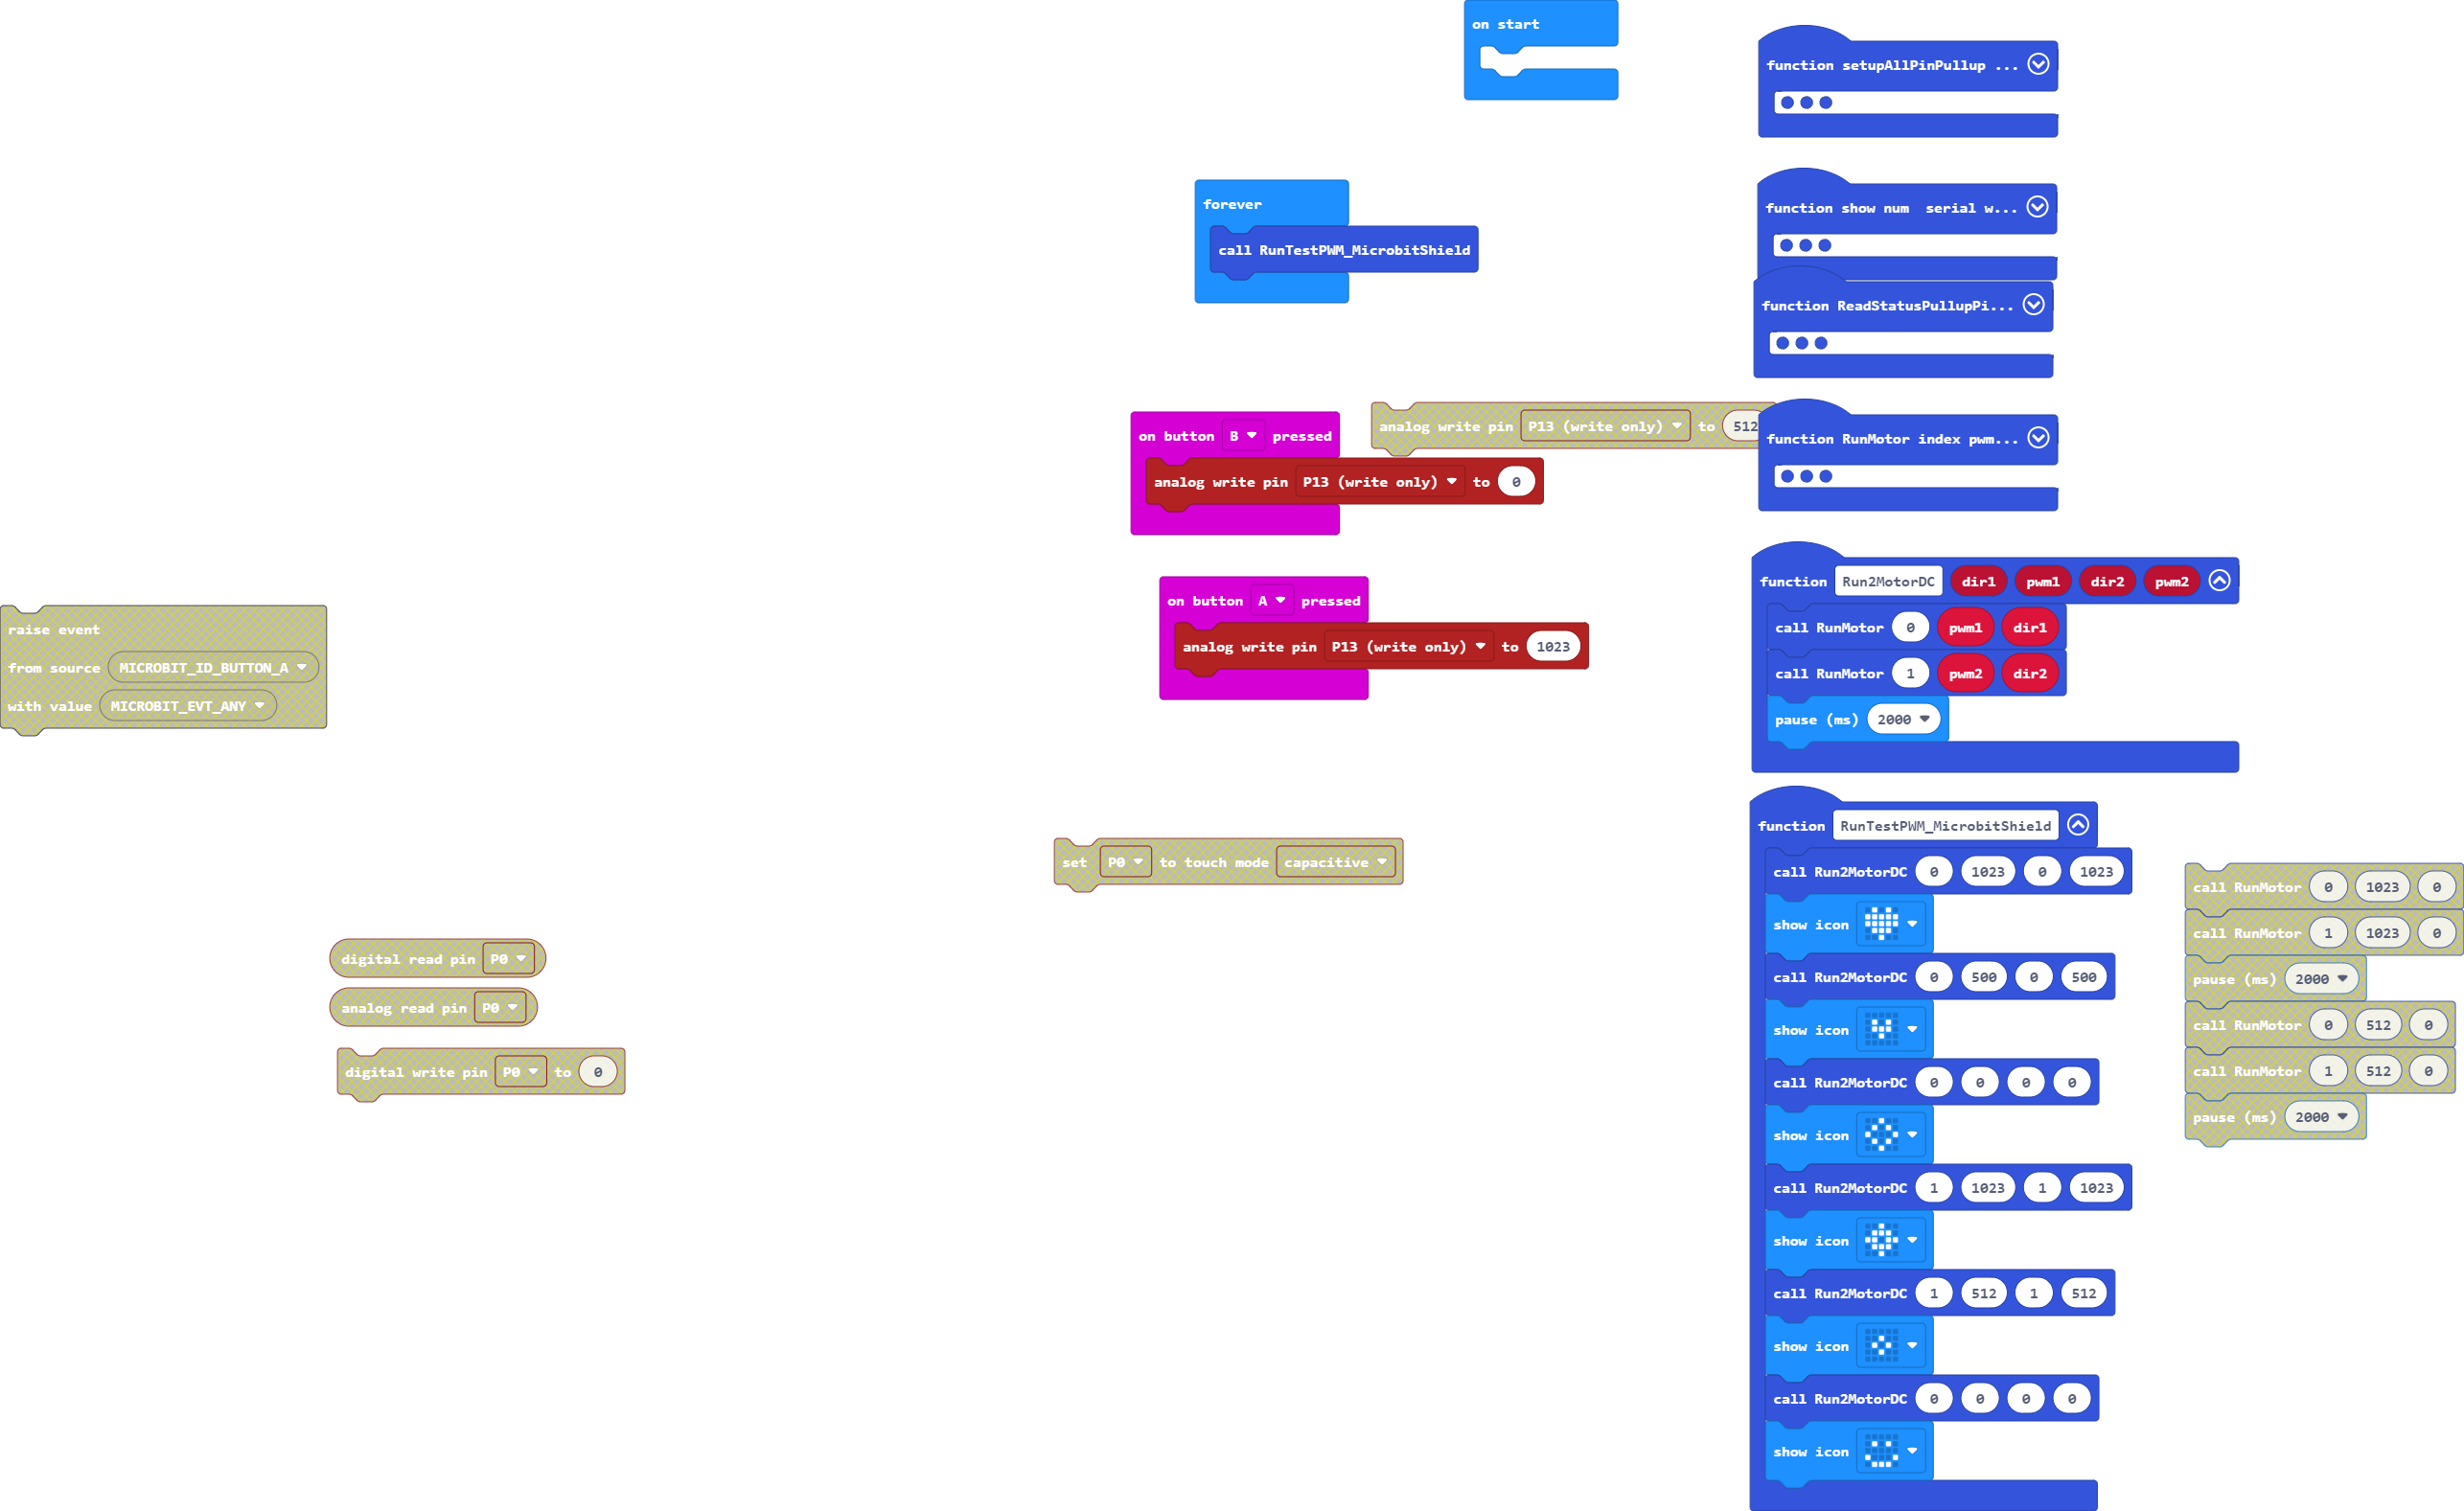 on start
forever
call RunTestPWM_MicrobitShield
on button B pressed
analog write pin P13 (write only) to 0
analog write pin P13 (write only) to 512
on button A pressed
analog write pin P13 (write only) to 1023
raise event
from source MICROBIT_ID_BUTTON_A
with value MICROBIT_EVT_ANY
set P0 to touch mode capacitive
digital read pin P0
analog read pin P0
digital write pin P0 to 0
function setupAllPinPullup ...
function show num serial w...
function ReadStatusPullupPi...
function RunMotor index pwm...
function Run2MotorDC dir1 pwm1 dir2 pwm2
call RunMotor 0 pwm1 dir1
call RunMotor 1 pwm2 dir2
pause (ms) 2000
function RunTestPWM_MicrobitShield
call Run2MotorDC 0 1023 0 1023
show icon
call Run2MotorDC 0 500 0 500
show icon
call Run2MotorDC 0 0 0 0
show icon
call Run2MotorDC 1 1023 1 1023
show icon
call Run2MotorDC 1 512 1 512
show icon
call Run2MotorDC 0 0 0 0
show icon
call RunMotor 0 1023 0
call RunMotor 1 1023 0
pause (ms) 2000
call RunMotor 0 512 0
call RunMotor 1 512 0
pause (ms) 2000